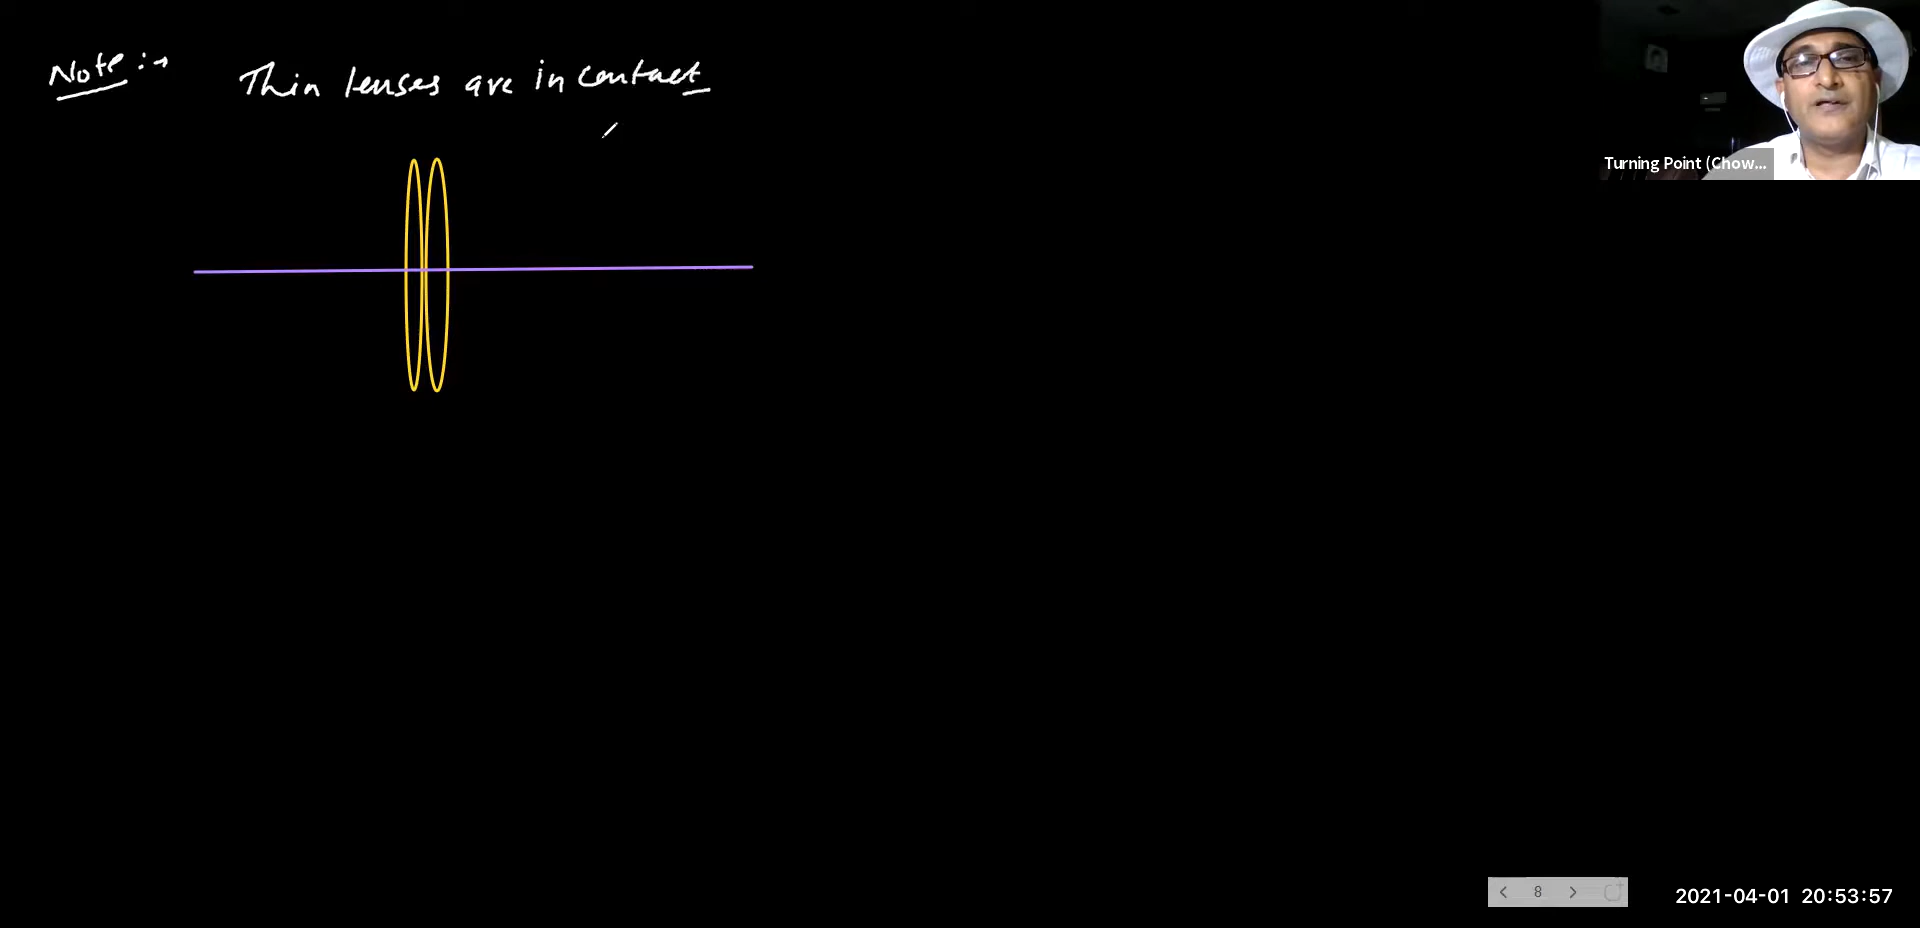 Note :→ Thin lenses are in contact
Turning Point (Chow...
8
2021-04-01 20:53:57